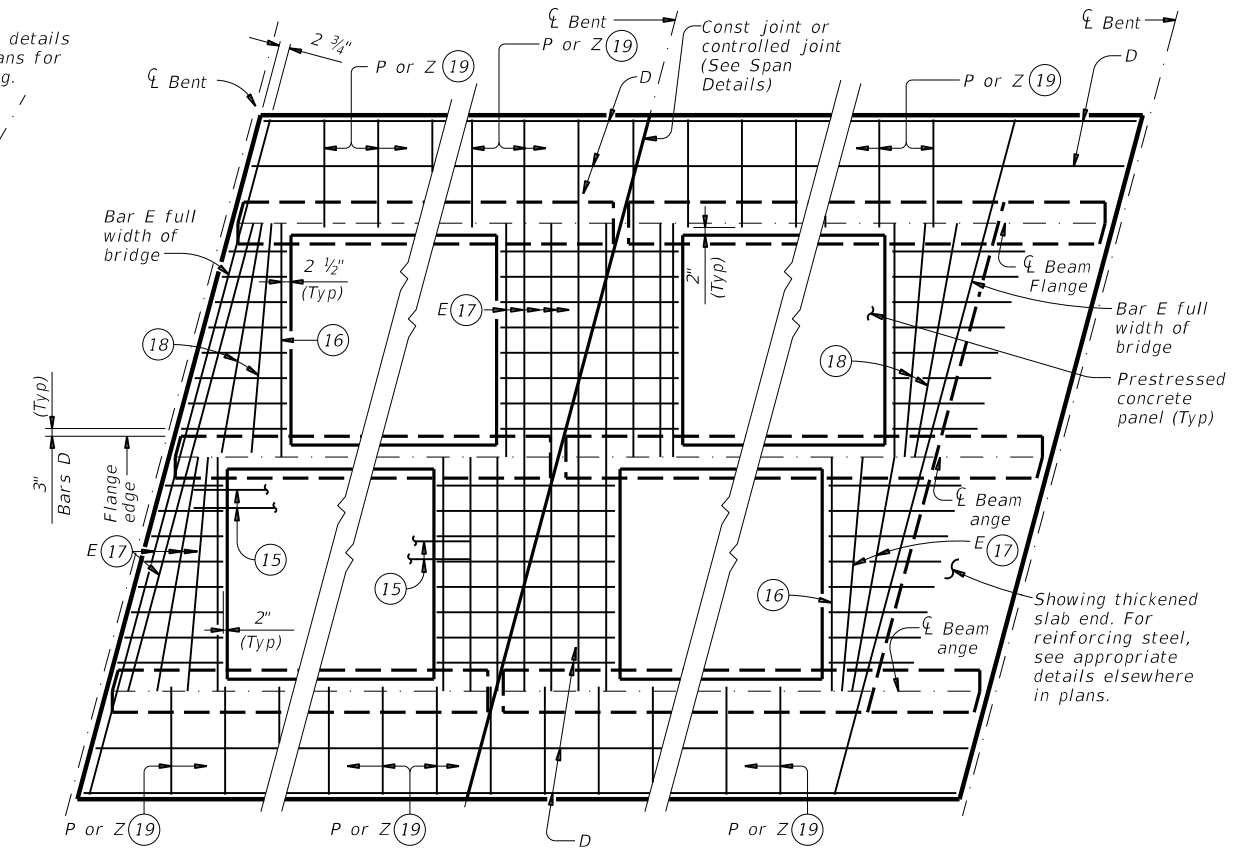 details
ans for
g.
2 ¾"
℄ Bent
P or Z 19
℄ Bent
P or Z 19
D
Const joint or
controlled joint
(See Span
Details)
℄ Bent
D
P or Z 19
Bar E full
width of
bridge
2 ½"
(Typ)
2"
(Typ)
℄ Beam
Flange
E 17
16
18
18
Bar E full
width of
bridge
Prestressed
concrete
panel (Typ)
(Typ)
3"
Bars D
Flange
edge
℄ Beam
ange
E 17
15
15
E 17
16
2"
(Typ)
℄ Beam
ange
Showing thickened
slab end. For
reinforcing steel,
see appropriate
details elsewhere
in plans.
P or Z 19
P or Z 19
D
P or Z 19